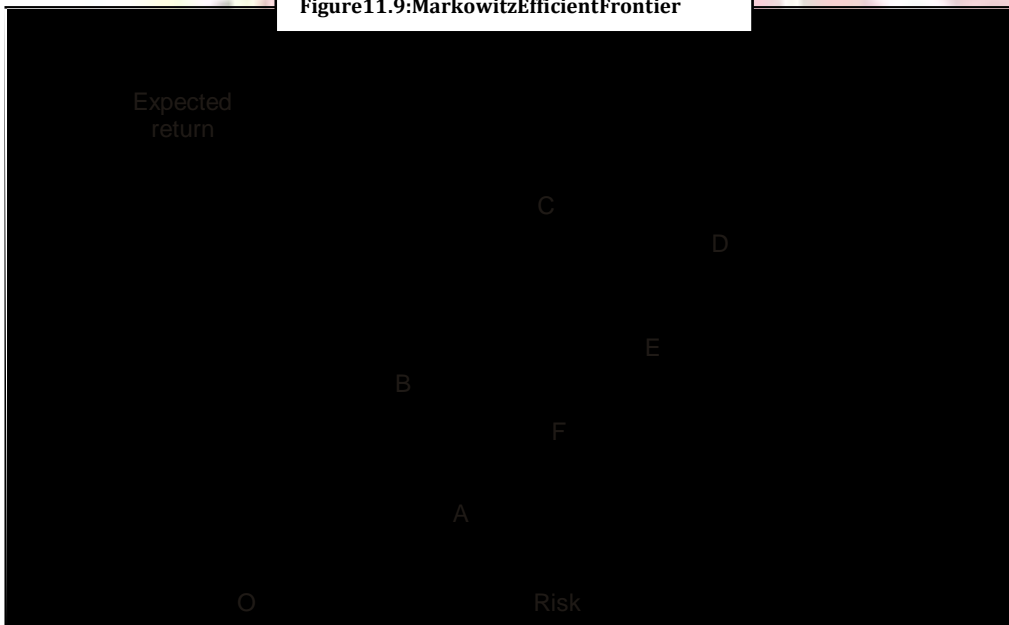 Figure11.9:MarkowitzEfficientFrontier
Expected
return
C
D
E
B
F
A
O Risk